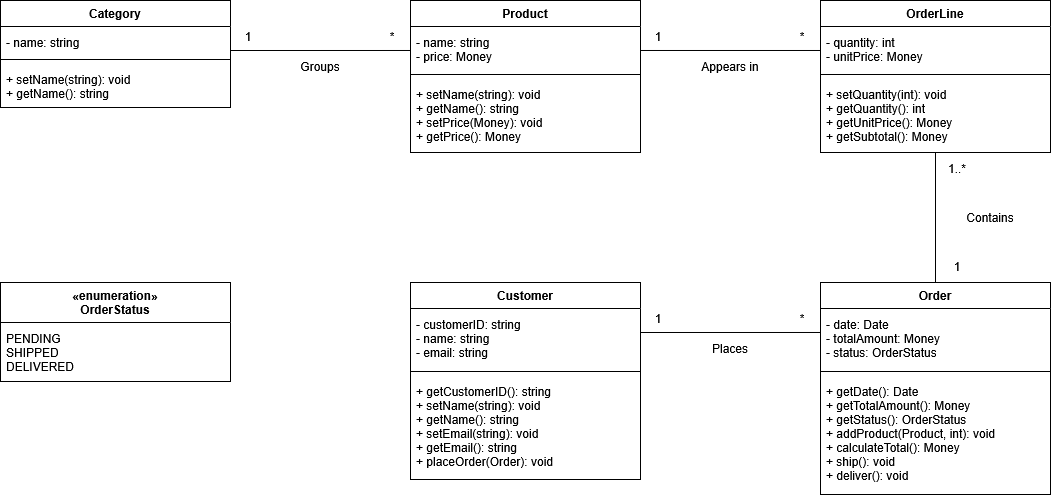 Category
- name: string
+ setName(string): void
+ getName(): string
1
*
Groups
Product
- name: string
- price: Money
+ setName(string): void
+ getName(): string
+ setPrice(Money): void
+ getPrice(): Money
1
*
Appears in
OrderLine
- quantity: int
- unitPrice: Money
+ setQuantity(int): void
+ getQuantity(): int
+ getUnitPrice(): Money
+ getSubtotal(): Money
1..*
Contains
1
«enumeration»
OrderStatus
PENDING
SHIPPED
DELIVERED
Customer
- customerID: string
- name: string
- email: string
+ getCustomerID(): string
+ setName(string): void
+ getName(): string
+ setEmail(string): void
+ getEmail(): string
+ placeOrder(Order): void
1
*
Places
Order
- date: Date
- totalAmount: Money
- status: OrderStatus
+ getDate(): Date
+ getTotalAmount(): Money
+ getStatus(): OrderStatus
+ addProduct(Product, int): void
+ calculateTotal(): Money
+ ship(): void
+ deliver(): void